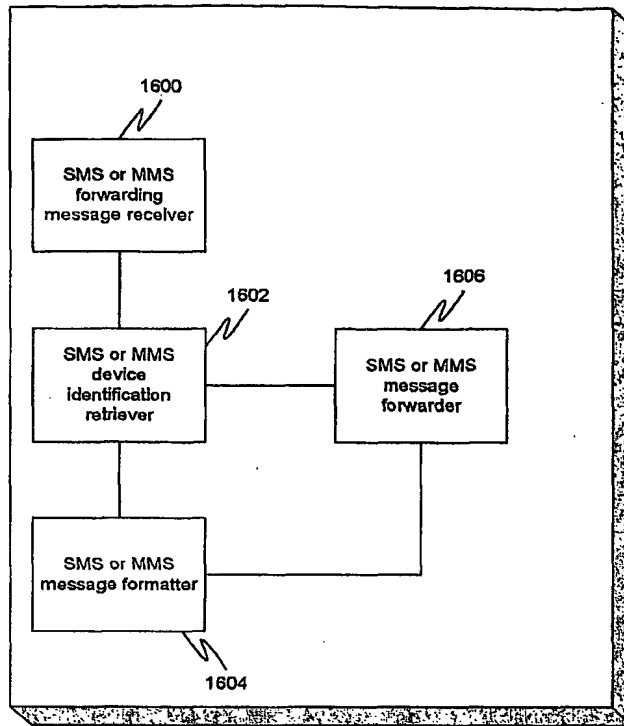 1600
SMS or MMS
forwarding
message receiver
1602
SMS or MMS
device
identification
retriever
1606
SMS or MMS
message
forwarder
SMS or MMS
message formatter
1604